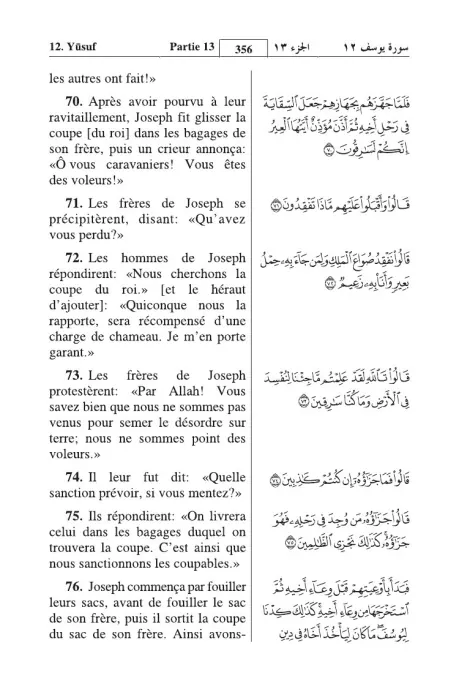 12. Yūsuf Partie 13 356 الجزء ١٣ سورة يوسف ١٢
les autres ont fait!»
70. Après avoir pourvu à leur
ravitaillement, Joseph fit glisser la
coupe [du roi] dans les bagages de
son frère, puis un crieur annonça:
«Ô vous caravaniers! Vous êtes
des voleurs!»
71. Les frères de Joseph se
précipitèrent, disant: «Qu’avez
vous perdu?»
72. Les hommes de Joseph
répondirent: «Nous cherchons la
coupe du roi.» [et le héraut
d’ajouter]: «Quiconque nous la
rapporte, sera récompensé d’une
charge de chameau. Je m’en porte
garant.»
73. Les frères de Joseph
protestèrent: «Par Allah! Vous
savez bien que nous ne sommes pas
venus pour semer le désordre sur
terre; nous ne sommes point des
voleurs.»
74. Il leur fut dit: «Quelle
sanction prévoir, si vous mentez?»
75. Ils répondirent: «On livrera
celui dans les bagages duquel on
trouvera la coupe. C’est ainsi que
nous sanctionnons les coupables.»
76. Joseph commença par fouiller
leurs sacs, avant de fouiller le sac
de son frère, puis il sortit la coupe
du sac de son frère. Ainsi avons-
فَلَمَّا جَهَّزَهُم بِجَهَازِهِمْ جَعَلَ ٱلسِّقَايَةَ
فِى رَحْلِ أَخِيهِ ثُمَّ أَذَّنَ مُؤَذِّنٌ أَيَّتُهَا ٱلْعِيرُ
إِنَّكُمْ لَسَٰرِقُونَ ٧٠
قَالُوا۟ وَأَقْبَلُوا۟ عَلَيْهِم مَّاذَا تَفْقِدُونَ ٧١
قَالُوا۟ نَفْقِدُ صُوَاعَ ٱلْمَلِكِ وَلِمَن جَآءَ بِهِۦ حِمْلُ
بَعِيرٍ وَأَنَا۠ بِهِۦ زَعِيمٌ ٧٢
قَالُوا۟ تَٱللَّهِ لَقَدْ عَلِمْتُم مَّا جِئْنَا لِنُفْسِدَ
فِى ٱلْأَرْضِ وَمَا كُنَّا سَٰرِقِينَ ٧٣
قَالُوا۟ فَمَا جَزَٰٓؤُهُۥٓ إِن كُنتُمْ كَٰذِبِينَ ٧٤
قَالُوا۟ جَزَٰٓؤُهُۥ مَن وُجِدَ فِى رَحْلِهِۦ فَهُوَ
جَزَٰٓؤُهُۥ كَذَٰلِكَ نَجْزِى ٱلظَّٰلِمِينَ ٧٥
فَبَدَأَ بِأَوْعِيَتِهِمْ قَبْلَ وِعَآءِ أَخِيهِ ثُمَّ
ٱسْتَخْرَجَهَا مِن وِعَآءِ أَخِيهِ كَذَٰلِكَ كِدْنَا
لِيُوسُفَ مَا كَانَ لِيَأْخُذَ أَخَاهُ فِى دِينِ